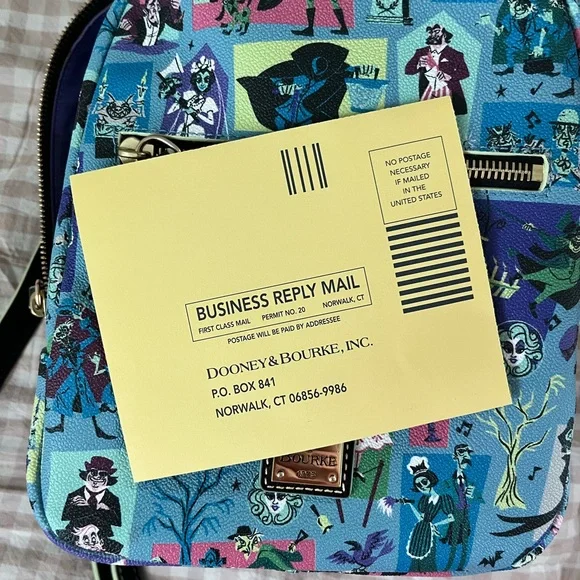 NO POSTAGE
NECESSARY
IF MAILED
IN THE
UNITED STATES
BUSINESS REPLY MAIL
FIRST CLASS MAIL PERMIT NO. 20 NORWALK, CT
POSTAGE WILL BE PAID BY ADDRESSEE
DOONEY & BOURKE, INC.
P.O. BOX 841
NORWALK, CT 06856-9986
BOURKE